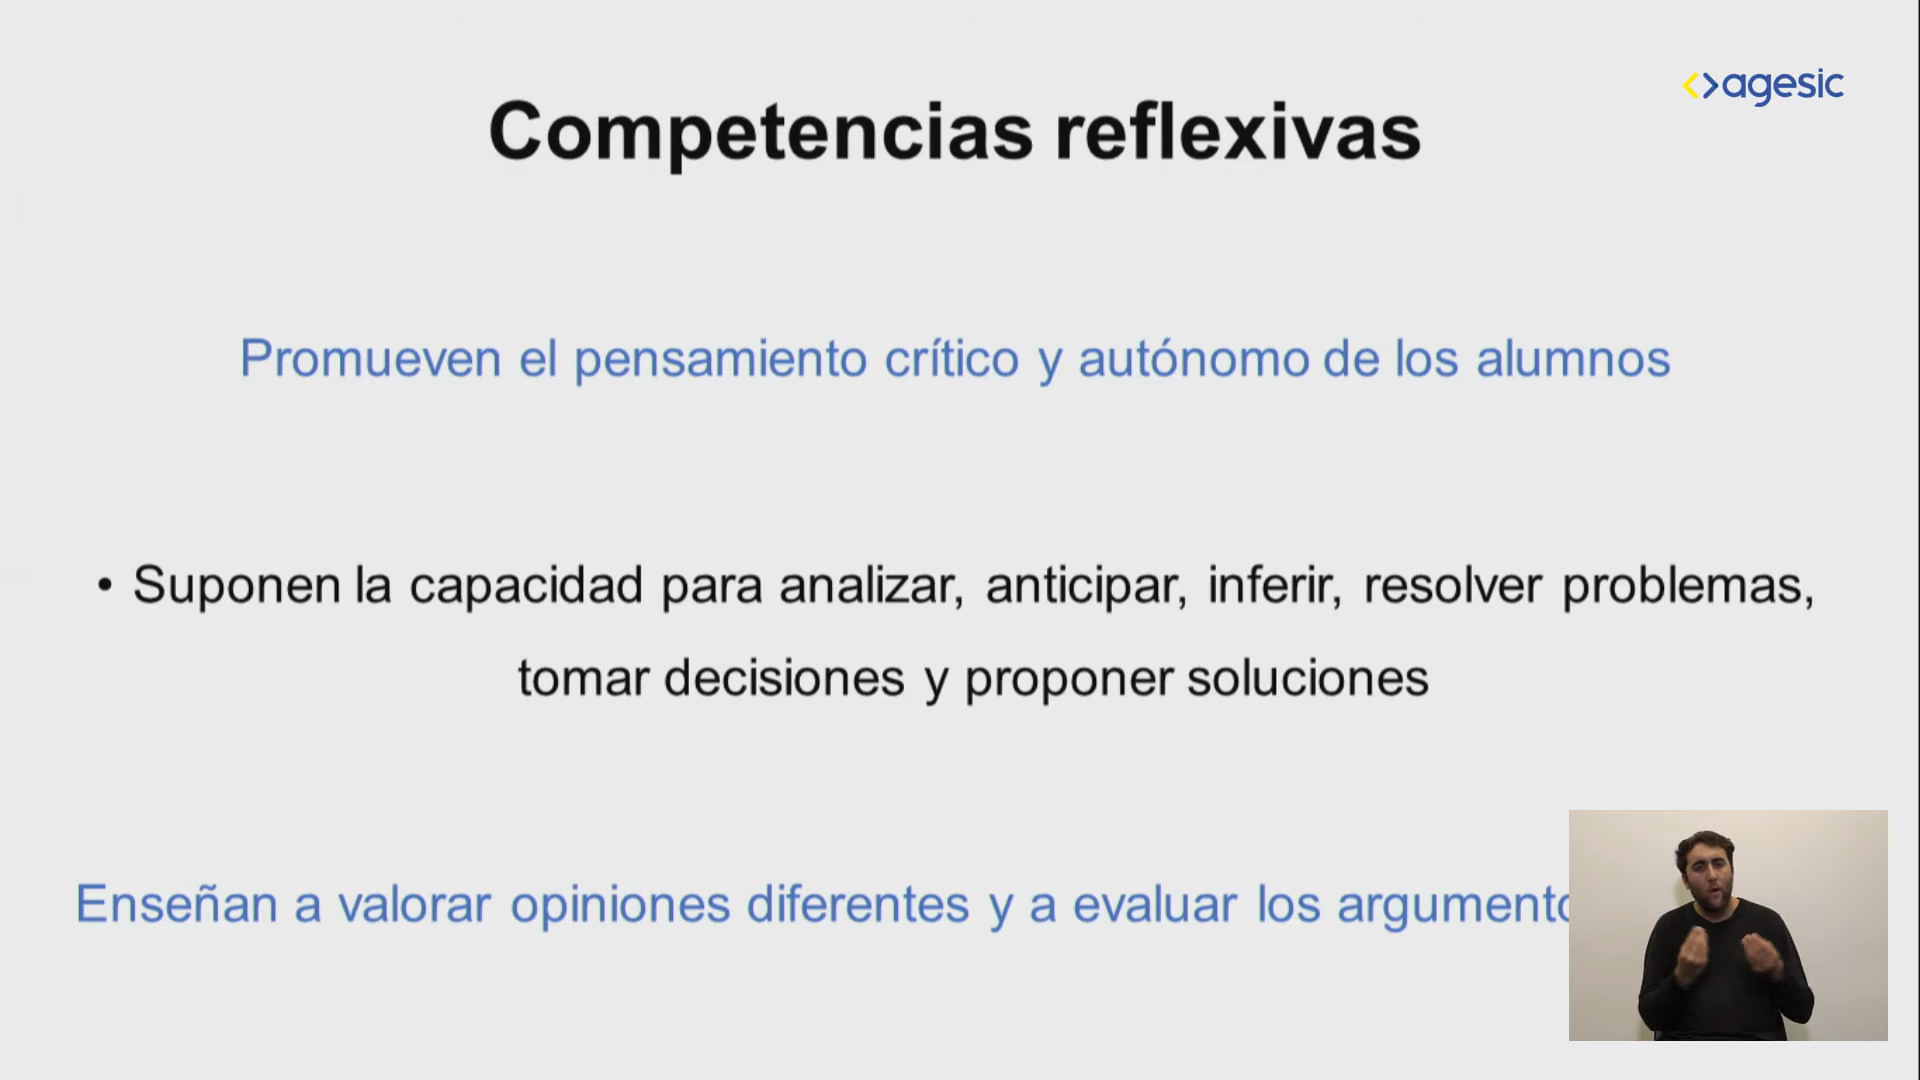 <>agesic
Competencias reflexivas
Promueven el pensamiento crítico y autónomo de los alumnos
• Suponen la capacidad para analizar, anticipar, inferir, resolver problemas,
tomar decisiones y proponer soluciones
Enseñan a valorar opiniones diferentes y a evaluar los